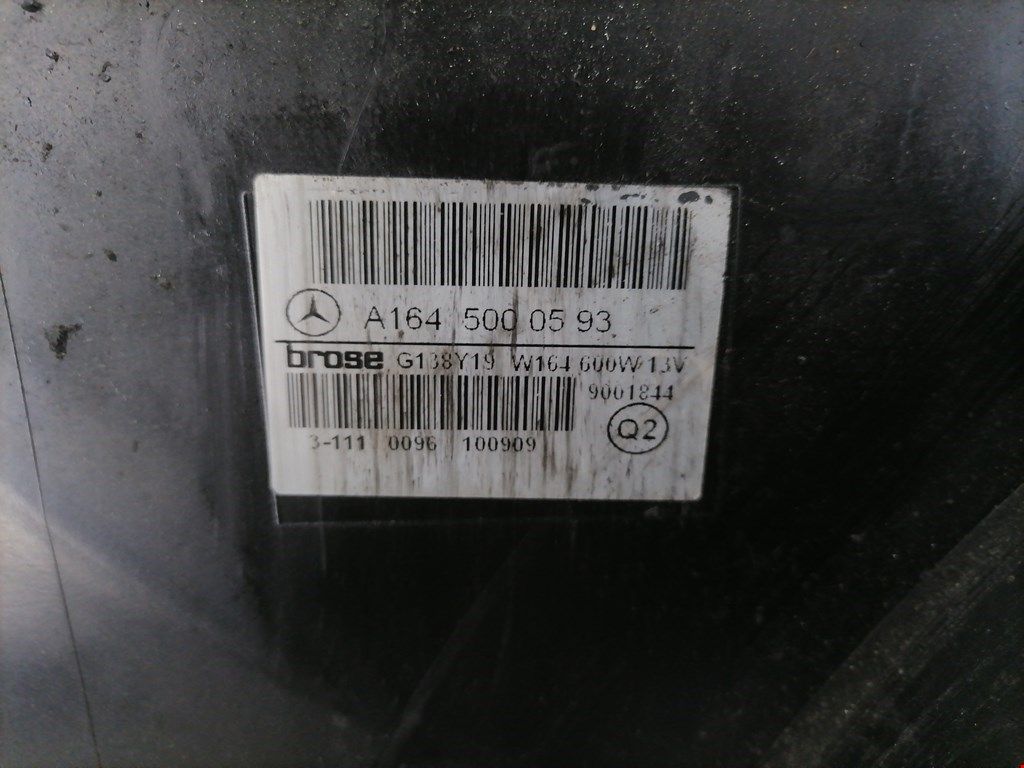 A164 500 05 93
brose G138Y19 W164 600W/13V
9001844
Q2
3-111 0096 100909